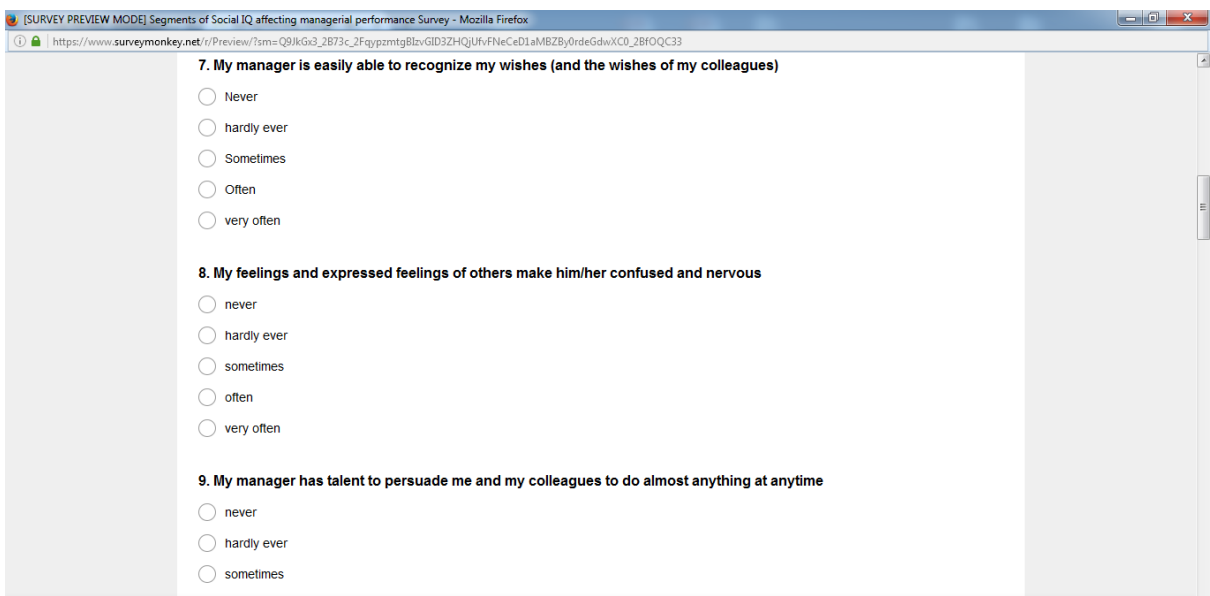 [SURVEY PREVIEW MODE] Segments of Social IQ affecting managerial performance Survey - Mozilla Firefox
https://www.surveymonkey.net/r/Preview/?sm=Q9JkGx3_2B73c_2FqypzmtgBIzvGID3ZHQjUfvFNeCeD1aMBZBy0rdeGdwXC0_2BfOQC33
7. My manager is easily able to recognize my wishes (and the wishes of my colleagues)
Never
hardly ever
Sometimes
Often
very often
8. My feelings and expressed feelings of others make him/her confused and nervous
never
hardly ever
sometimes
often
very often
9. My manager has talent to persuade me and my colleagues to do almost anything at anytime
never
hardly ever
sometimes